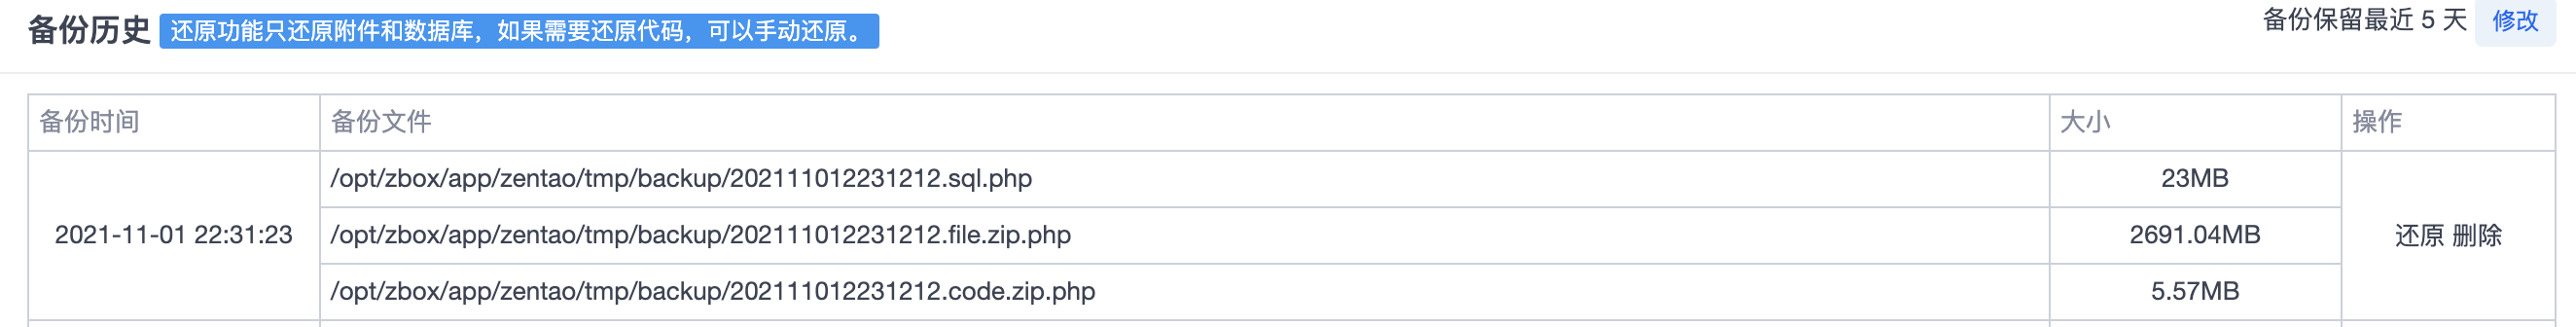 备份历史 还原功能只还原附件和数据库，如果需要还原代码，可以手动还原。 备份保留最近 5 天 修改
备份时间 备份文件 大小 操作
/opt/zbox/app/zentao/tmp/backup/202111012231212.sql.php 23MB
2021-11-01 22:31:23 /opt/zbox/app/zentao/tmp/backup/202111012231212.file.zip.php 2691.04MB 还原 删除
/opt/zbox/app/zentao/tmp/backup/202111012231212.code.zip.php 5.57MB